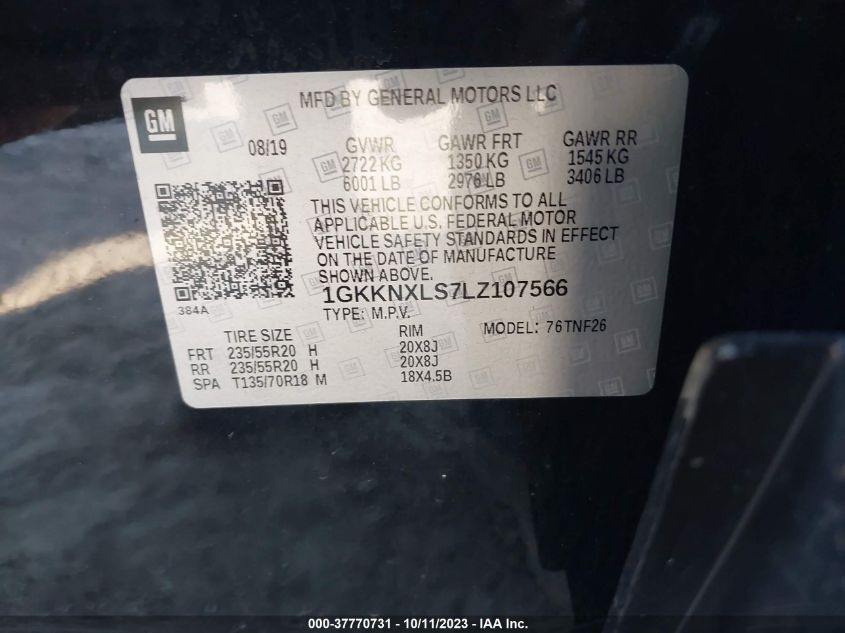 GM
MFD BY GENERAL MOTORS LLC
08/19
GVWR
2722 KG
6001 LB
GAWR FRT
1350 KG
2976 LB
GAWR RR
1545 KG
3406 LB
THIS VEHICLE CONFORMS TO ALL
APPLICABLE U.S. FEDERAL MOTOR
VEHICLE SAFETY STANDARDS IN EFFECT
ON THE DATE OF MANUFACTURE
SHOWN ABOVE.
1GKKNXLS7LZ107566
384A
TYPE: M.P.V.
MODEL: 76TNF26
TIRE SIZE RIM
FRT 235/55R20 H 20X8J
RR 235/55R20 H 20X8J
SPA T135/70R18 M 18X4.5B
000-37770731 - 10/11/2023 - IAA Inc.